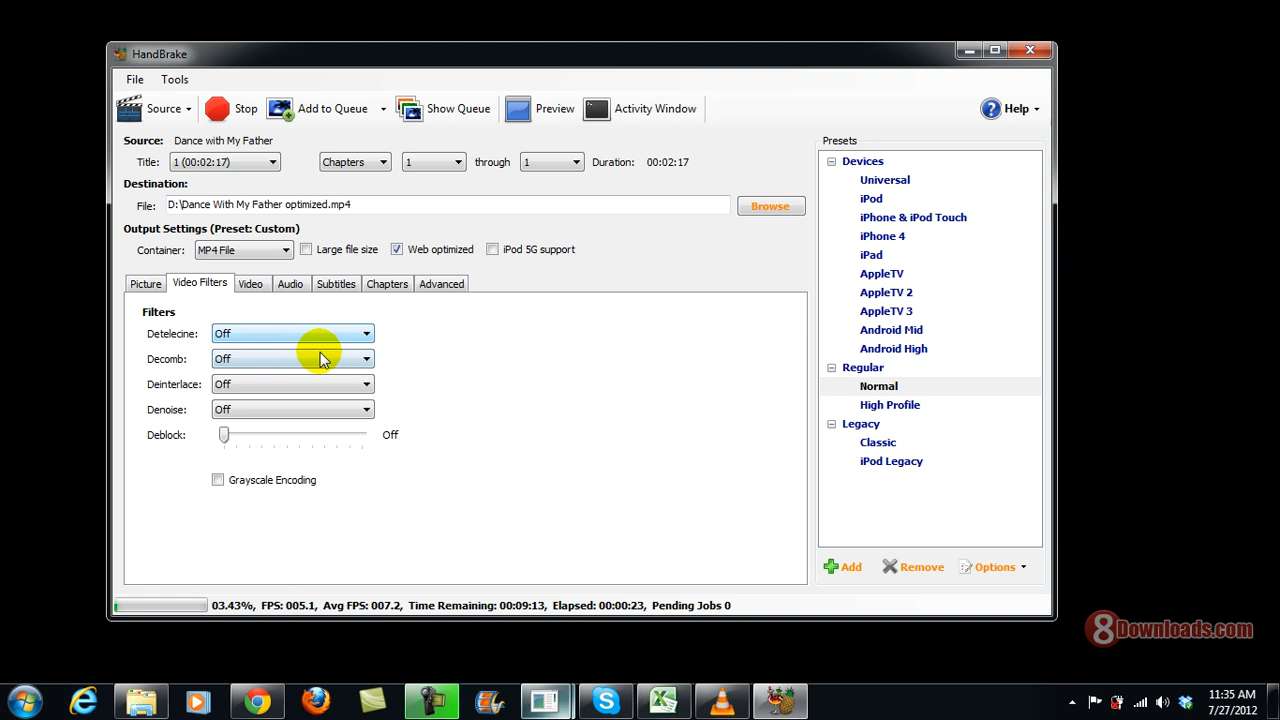 HandBrake
File Tools
Source Stop Add to Queue Show Queue Preview Activity Window Help
Source: Dance with My Father
Title: 1 (00:02:17) Chapters 1 through 1 Duration: 00:02:17
Destination:
File: D:\Dance With My Father optimized.mp4 Browse
Output Settings (Preset: Custom)
Container: MP4 File Large file size Web optimized iPod 5G support
Picture Video Filters Video Audio Subtitles Chapters Advanced
Filters
Detelecine: Off
Decomb: Off
Deinterlace: Off
Denoise: Off
Deblock: Off
Grayscale Encoding
Presets
Devices
Universal
iPod
iPhone & iPod Touch
iPhone 4
iPad
AppleTV
AppleTV 2
AppleTV 3
Android Mid
Android High
Regular
Normal
High Profile
Legacy
Classic
iPod Legacy
Add Remove Options
03.43%, FPS: 005.1, Avg FPS: 007.2, Time Remaining: 00:09:13, Elapsed: 00:00:23, Pending Jobs 0
8Downloads.com
11:35 AM
7/27/2012